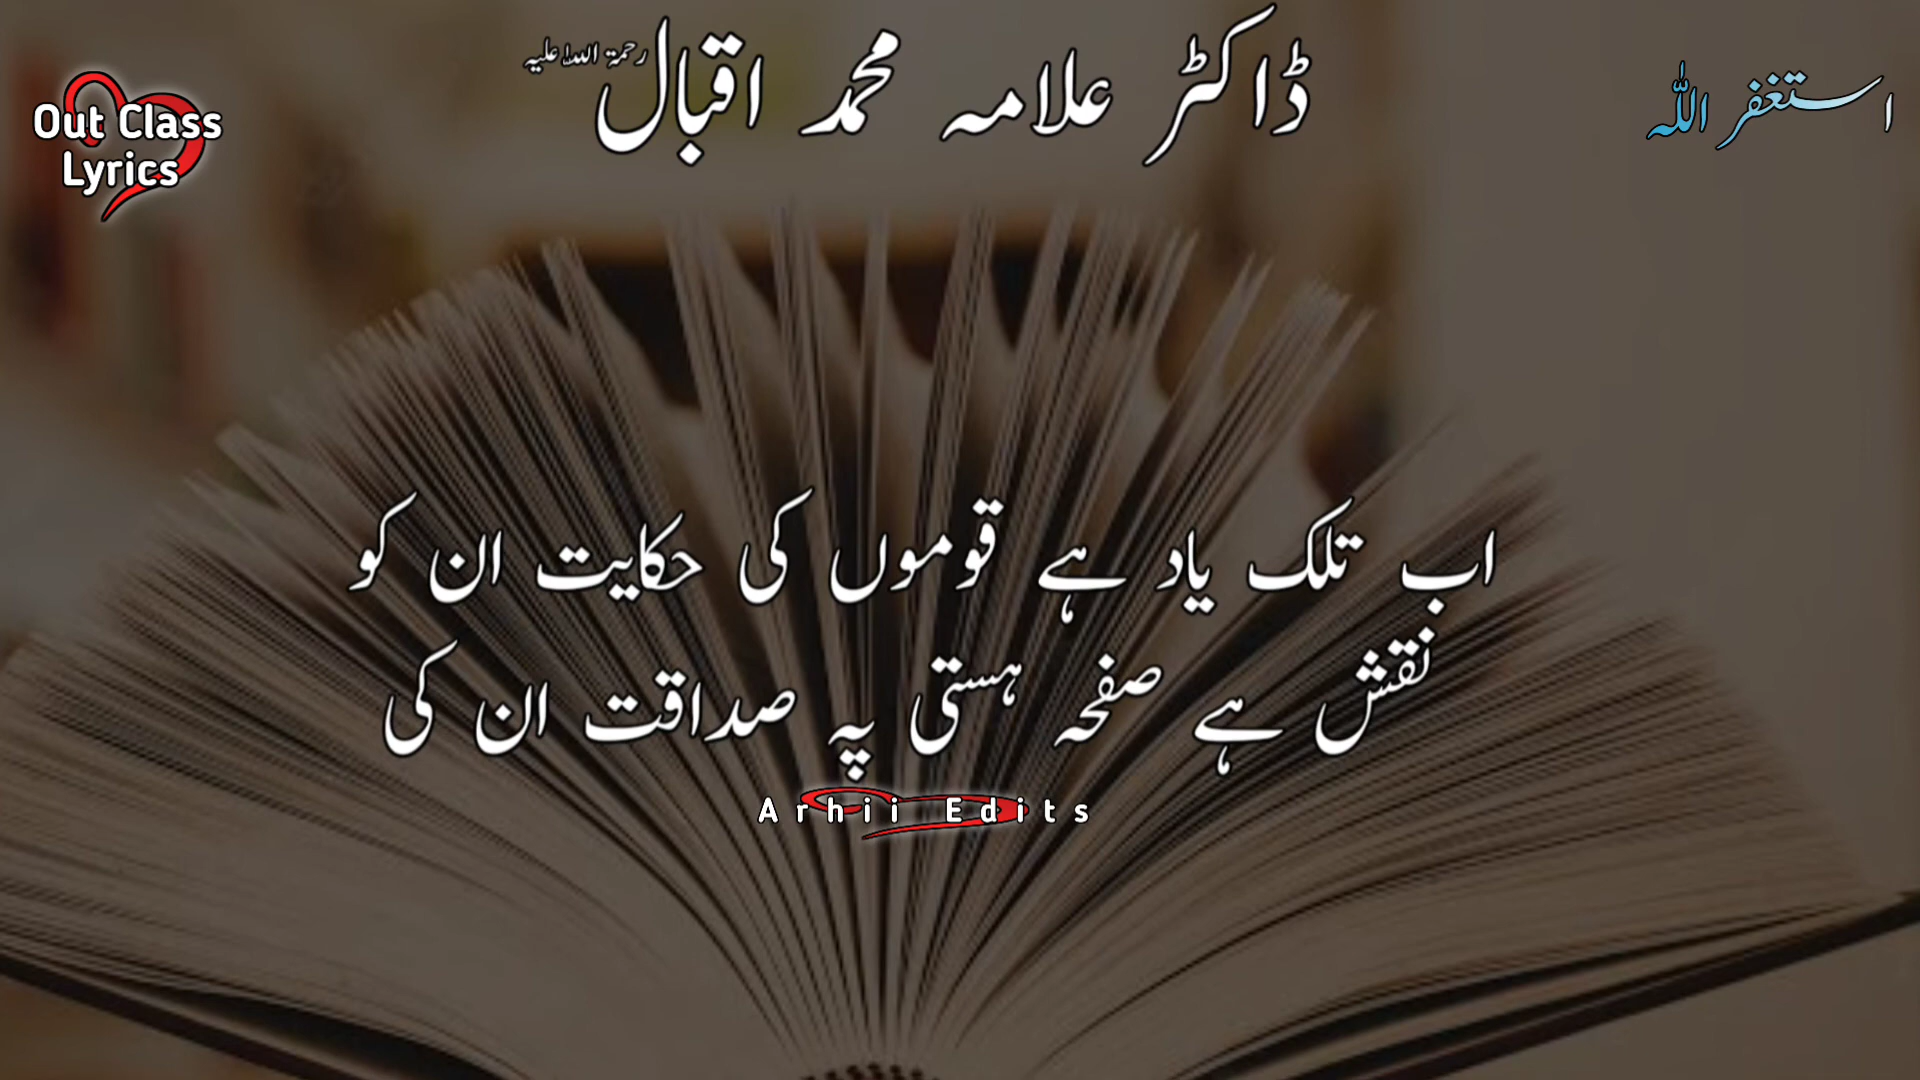 ڈاکٹر علامہ محمد اقبال رحمۃ اللہ علیہ
استغفر اللہ
Out Class
Lyrics
اب تلک یاد ہے قوموں کی حکایت ان کو
نقش ہے صفحہ ہستی پہ صداقت ان کی
Arhii Edits